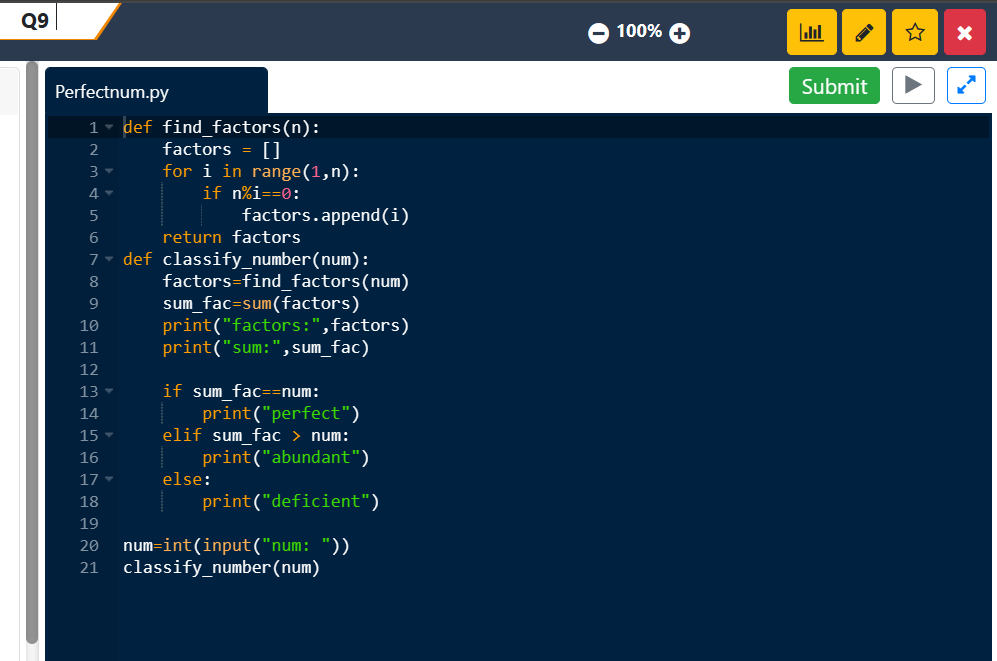 Q9
100%
Perfectnum.py
Submit
1 def find_factors(n):
2     factors = []
3     for i in range(1,n):
4         if n%i==0:
5             factors.append(i)
6     return factors
7 def classify_number(num):
8     factors=find_factors(num)
9     sum_fac=sum(factors)
10     print("factors:",factors)
11     print("sum:",sum_fac)
12
13     if sum_fac==num:
14         print("perfect")
15     elif sum_fac > num:
16         print("abundant")
17     else:
18         print("deficient")
19
20 num=int(input("num: "))
21 classify_number(num)